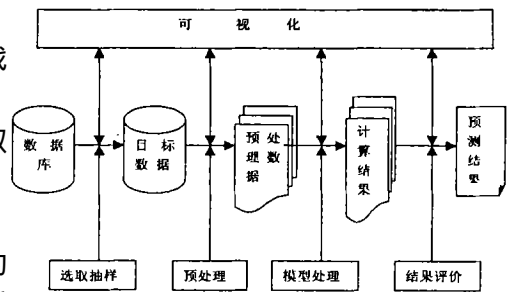 可 视 化
数 据
库
目 标
数 据
预 处
理 数
据
计
算
结
果
预
测
结
果
选取抽样
预处理
模型处理
结果评价